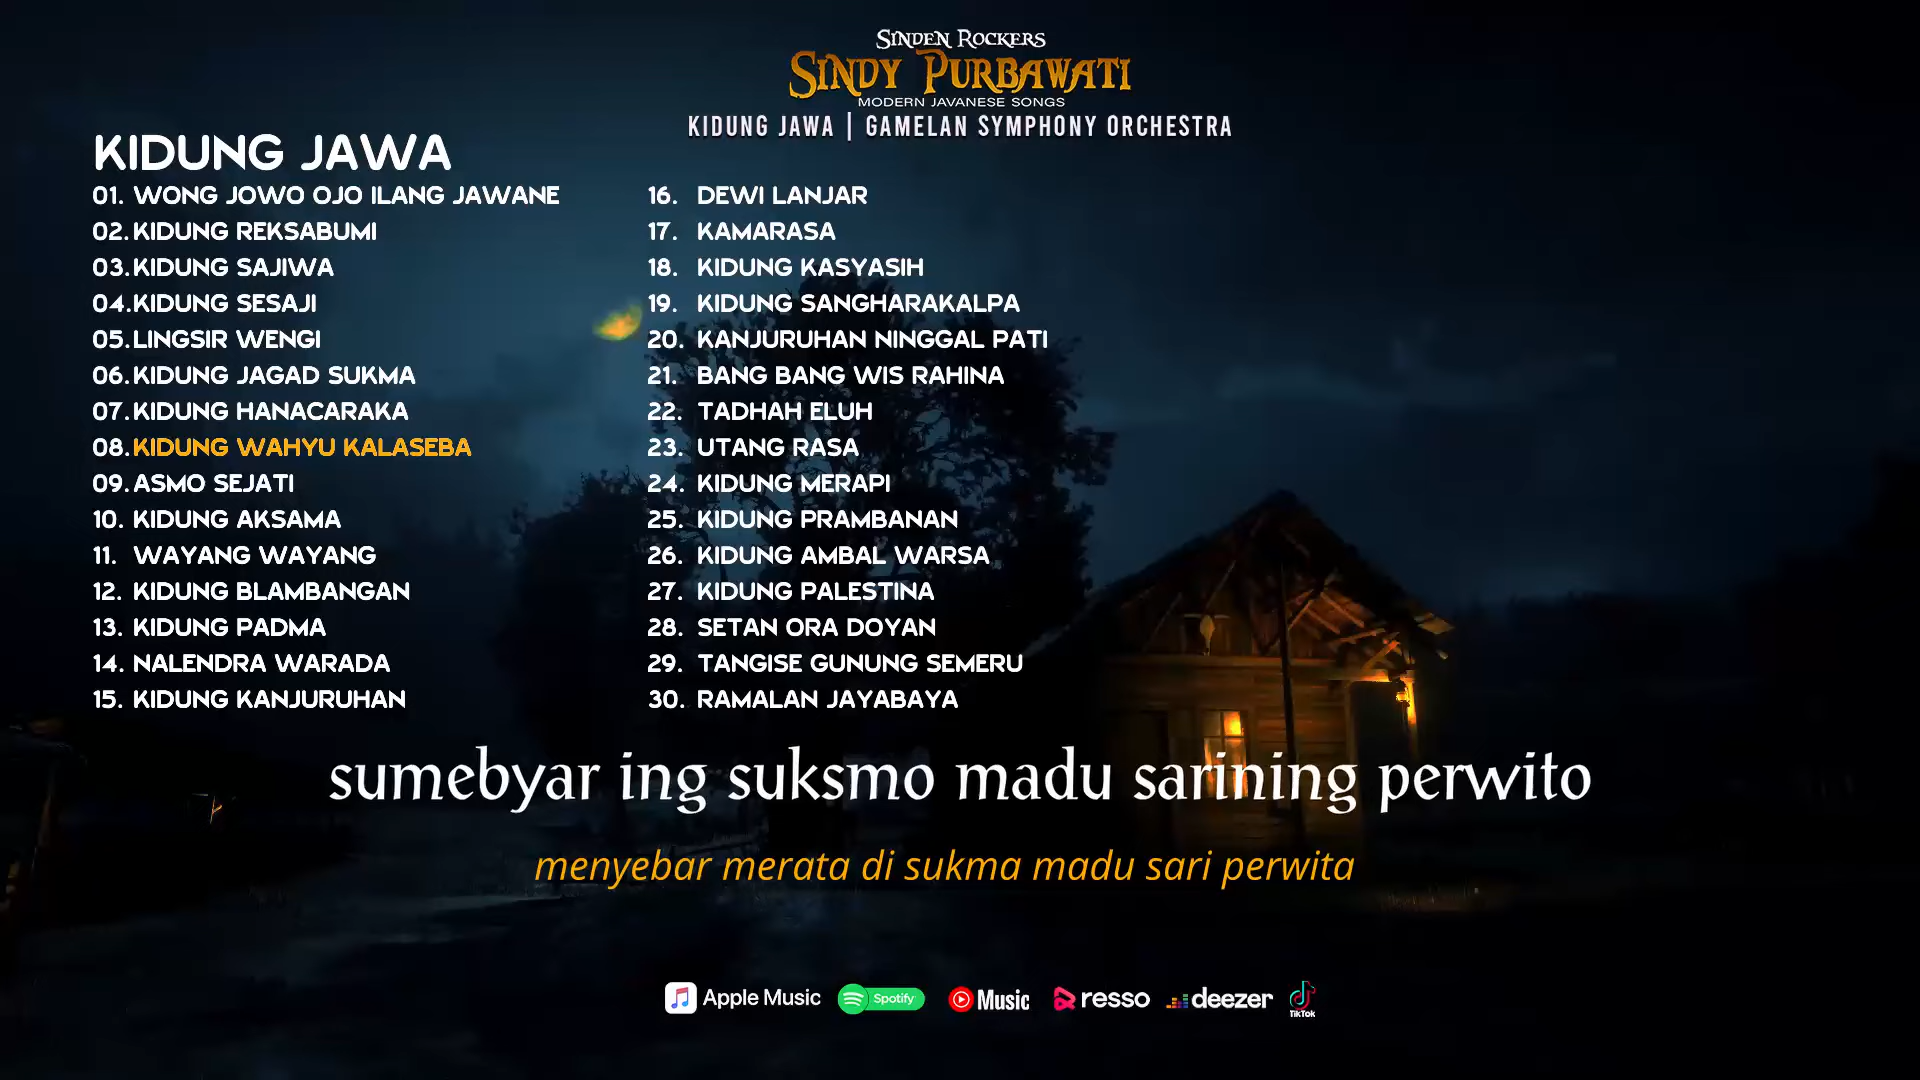 SINDEN ROCKERS
SINDY PURBAWATI
MODERN JAVANESE SONGS
KIDUNG JAWA | GAMELAN SYMPHONY ORCHESTRA
KIDUNG JAWA
01. WONG JOWO OJO ILANG JAWANE
02. KIDUNG REKSABUMI
03. KIDUNG SAJIWA
04. KIDUNG SESAJI
05. LINGSIR WENGI
06. KIDUNG JAGAD SUKMA
07. KIDUNG HANACARAKA
08. KIDUNG WAHYU KALASEBA
09. ASMO SEJATI
10. KIDUNG AKSAMA
11. WAYANG WAYANG
12. KIDUNG BLAMBANGAN
13. KIDUNG PADMA
14. NALENDRA WARADA
15. KIDUNG KANJURUHAN
16. DEWI LANJAR
17. KAMARASA
18. KIDUNG KASYASIH
19. KIDUNG SANGHARAKALPA
20. KANJURUHAN NINGGAL PATI
21. BANG BANG WIS RAHINA
22. TADHAH ELUH
23. UTANG RASA
24. KIDUNG MERAPI
25. KIDUNG PRAMBANAN
26. KIDUNG AMBAL WARSA
27. KIDUNG PALESTINA
28. SETAN ORA DOYAN
29. TANGISE GUNUNG SEMERU
30. RAMALAN JAYABAYA
sumebyar ing suksmo madu sarining perwito
menyebar merata di sukma madu sari perwita
Apple Music Spotify Music resso deezer TikTok